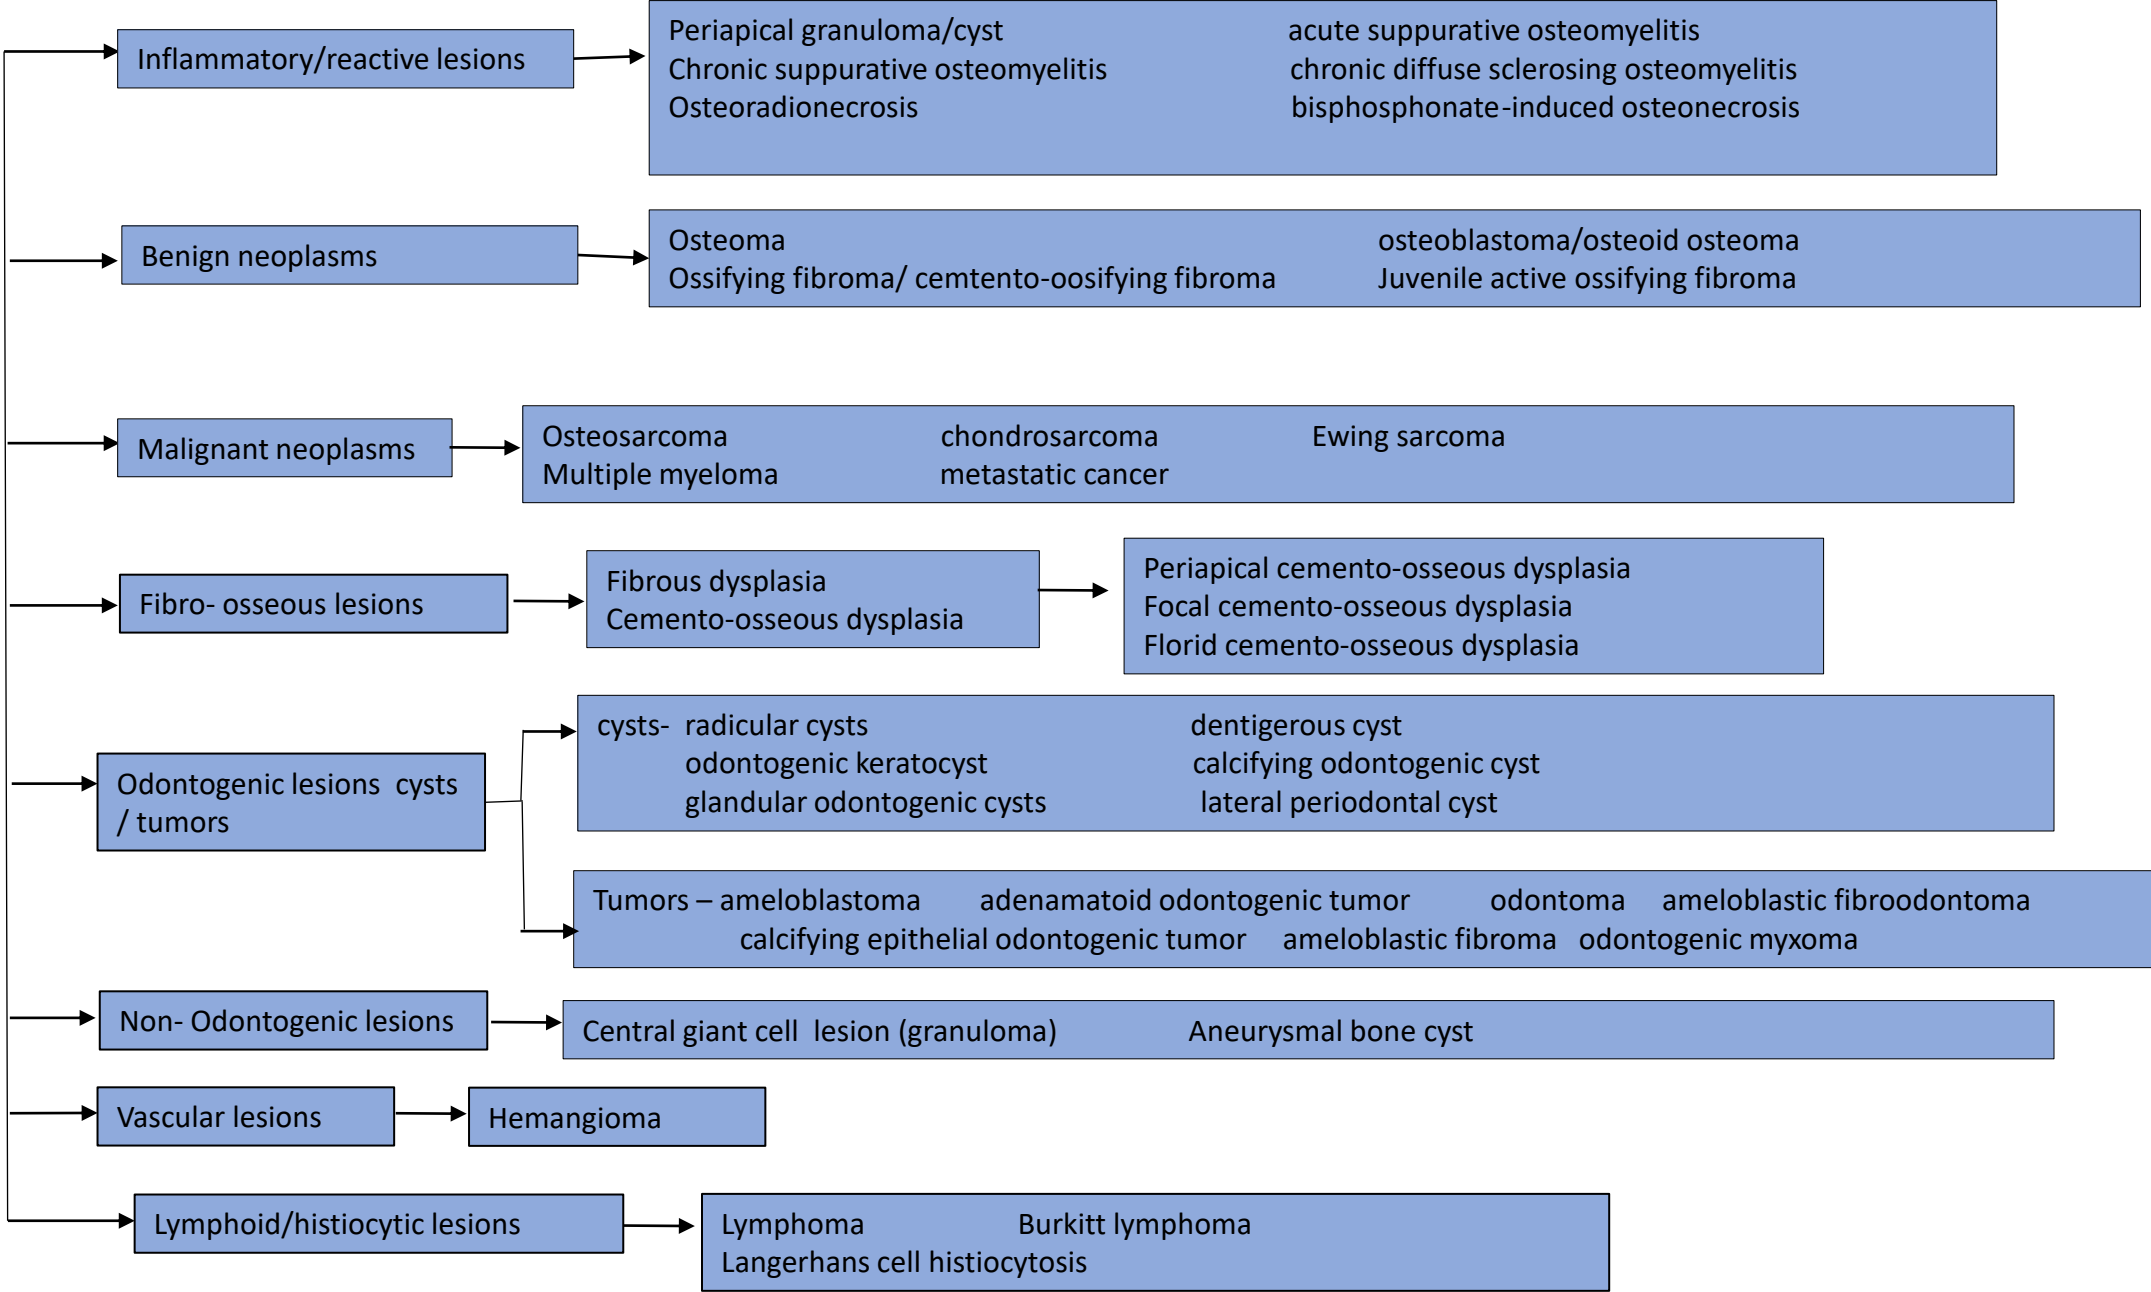 Inflammatory/reactive lesions
Periapical granuloma/cyst acute suppurative osteomyelitis
Chronic suppurative osteomyelitis chronic diffuse sclerosing osteomyelitis
Osteoradionecrosis bisphosphonate-induced osteonecrosis
Benign neoplasms
Osteoma osteoblastoma/osteoid osteoma
Ossifying fibroma/ cemtento-oosifying fibroma Juvenile active ossifying fibroma
Malignant neoplasms
Osteosarcoma chondrosarcoma Ewing sarcoma
Multiple myeloma metastatic cancer
Fibro- osseous lesions
Fibrous dysplasia
Cemento-osseous dysplasia
Periapical cemento-osseous dysplasia
Focal cemento-osseous dysplasia
Florid cemento-osseous dysplasia
Odontogenic lesions cysts
/ tumors
cysts- radicular cysts dentigerous cyst
odontogenic keratocyst calcifying odontogenic cyst
glandular odontogenic cysts lateral periodontal cyst
Tumors – ameloblastoma adenamatoid odontogenic tumor odontoma ameloblastic fibroodontoma
calcifying epithelial odontogenic tumor ameloblastic fibroma odontogenic myxoma
Non- Odontogenic lesions
Central giant cell lesion (granuloma) Aneurysmal bone cyst
Vascular lesions
Hemangioma
Lymphoid/histiocytic lesions
Lymphoma Burkitt lymphoma
Langerhans cell histiocytosis